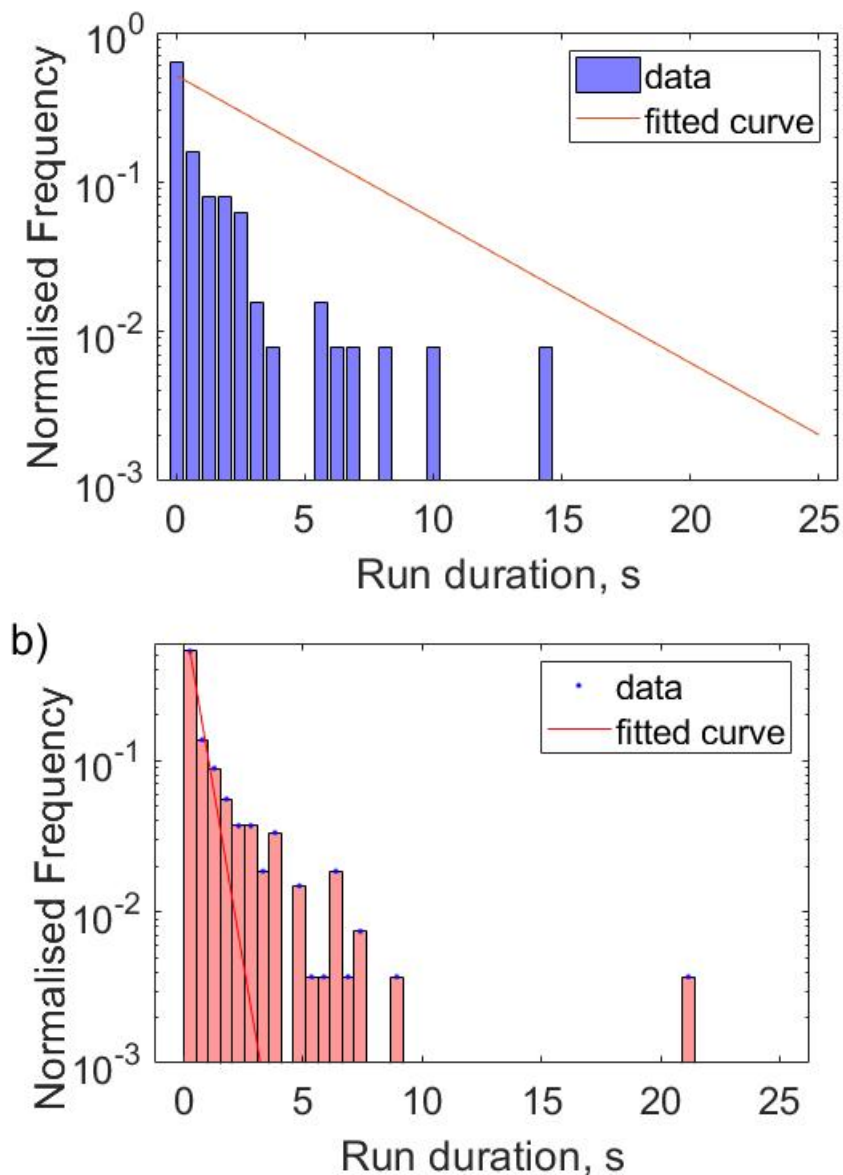 10^0
10^-1
10^-2
10^-3
Normalised Frequency
data
fitted curve
0 5 10 15 20 25
Run duration, s
b)
10^-1
10^-2
10^-3
Normalised Frequency
data
fitted curve
0 5 10 15 20 25
Run duration, s